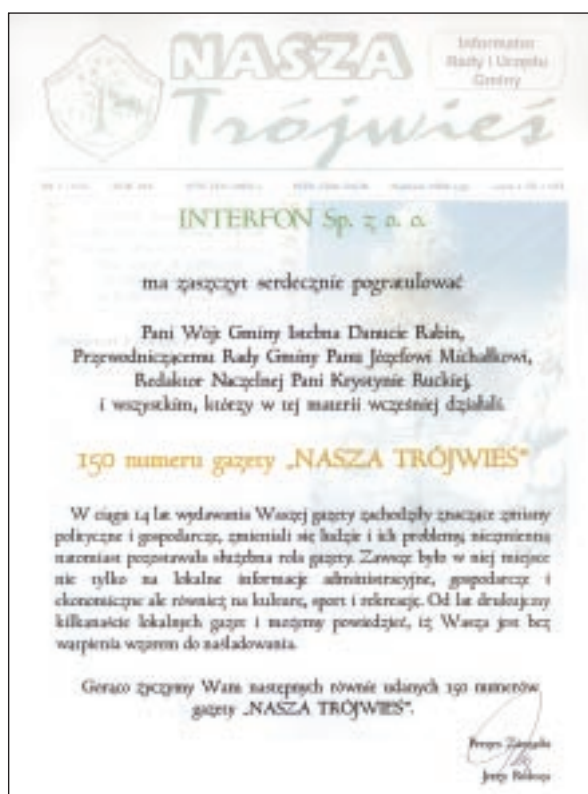 NASZA
Trójwieś
Informator
Rady i Urzędu
Gminy
INTERFON Sp. z o. o.
ma zaszczyt serdecznie pogratulować
Pani Wójt Gminy Istebna Danucie Rabin,
Przewodniczącemu Rady Gminy Panu Józefowi Michałkowi,
Redaktor Naczelnej Pani Krystynie Ruckiej,
i wszystkim, którzy w tej materii wcześniej działali.
150 numeru gazety „NASZA TRÓJWIEŚ”
W ciągu 14 lat wydawania Waszej gazety zachodziły znaczące zmiany
polityczne i gospodarcze, zmieniali się ludzie i ich problemy, niezmienną
natomiast pozostawała służebna rola gazety. Zawsze było w niej miejsce
nie tylko na lokalne informacje administracyjne, gospodarcze i
ekonomiczne ale również na kulturę, sport i rekreację. Od lat drukujemy
kilkanaście lokalnych gazet i możemy powiedzieć, iż Wasza jest bez
wątpienia wzorem do naśladowania.
Gorąco życzymy Wam następnych równie udanych 150 numerów
gazety „NASZA TRÓJWIEŚ”.
Prezes Zarządu
Jerzy